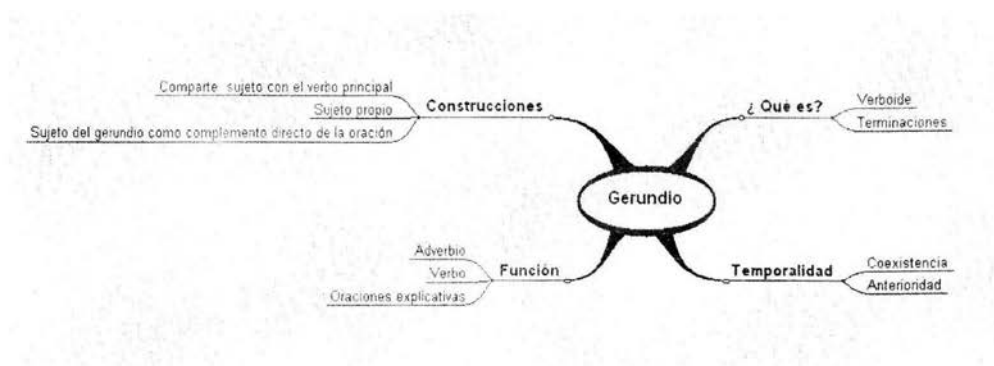 Comparte sujeto con el verbo principal
Sujeto propio
Sujeto del gerundio como complemento directo de la oración
Construcciones
¿ Qué es?
Verboide
Terminaciones
Gerundio
Adverbio
Verbo
Oraciones explicativas
Función
Temporalidad
Coexistencia
Anterioridad